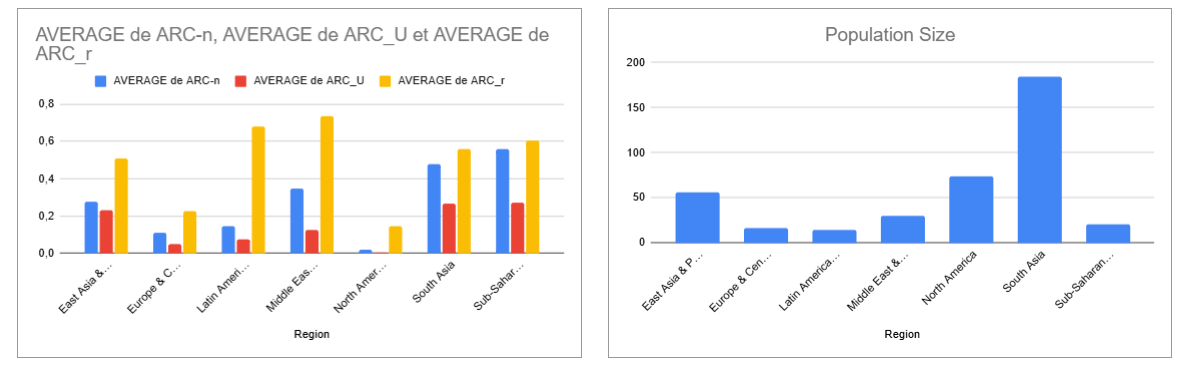 AVERAGE de ARC-n, AVERAGE de ARC_U et AVERAGE de
ARC_r
AVERAGE de ARC-n AVERAGE de ARC_U AVERAGE de ARC_r
0,8
0,6
0,4
0,2
0,0
East Asia &…
Europe & C…
Latin Ameri…
Middle Eas…
North Amer…
South Asia
Sub-Sahar…
Region
Population Size
200
150
100
50
0
East Asia & P…
Europe & Cen…
Latin America…
Middle East &…
North America
South Asia
Sub-Saharan…
Region